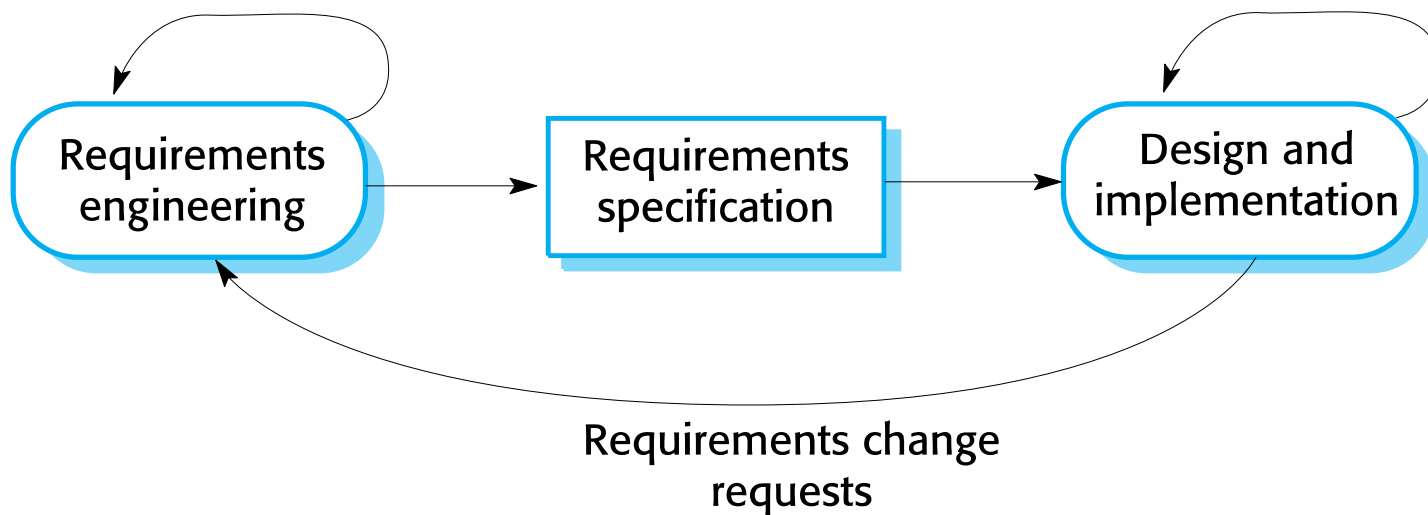 Requirements
engineering
Requirements
specification
Design and
implementation
Requirements change
requests